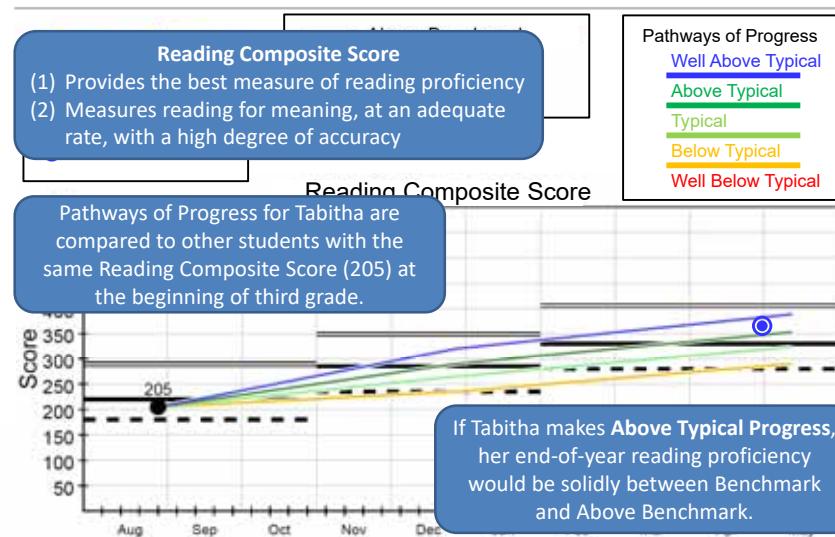 Reading Composite Score
(1) Provides the best measure of reading proficiency
(2) Measures reading for meaning, at an adequate
rate, with a high degree of accuracy
Pathways of Progress
Well Above Typical
Above Typical
Typical
Below Typical
Well Below Typical
Reading Composite Score
Pathways of Progress for Tabitha are
compared to other students with the
same Reading Composite Score (205) at
the beginning of third grade.
Score
350
300
250
200
150
100
50
205
If Tabitha makes Above Typical Progress,
her end-of-year reading proficiency
would be solidly between Benchmark
and Above Benchmark.
Aug Sep Oct Nov Dec